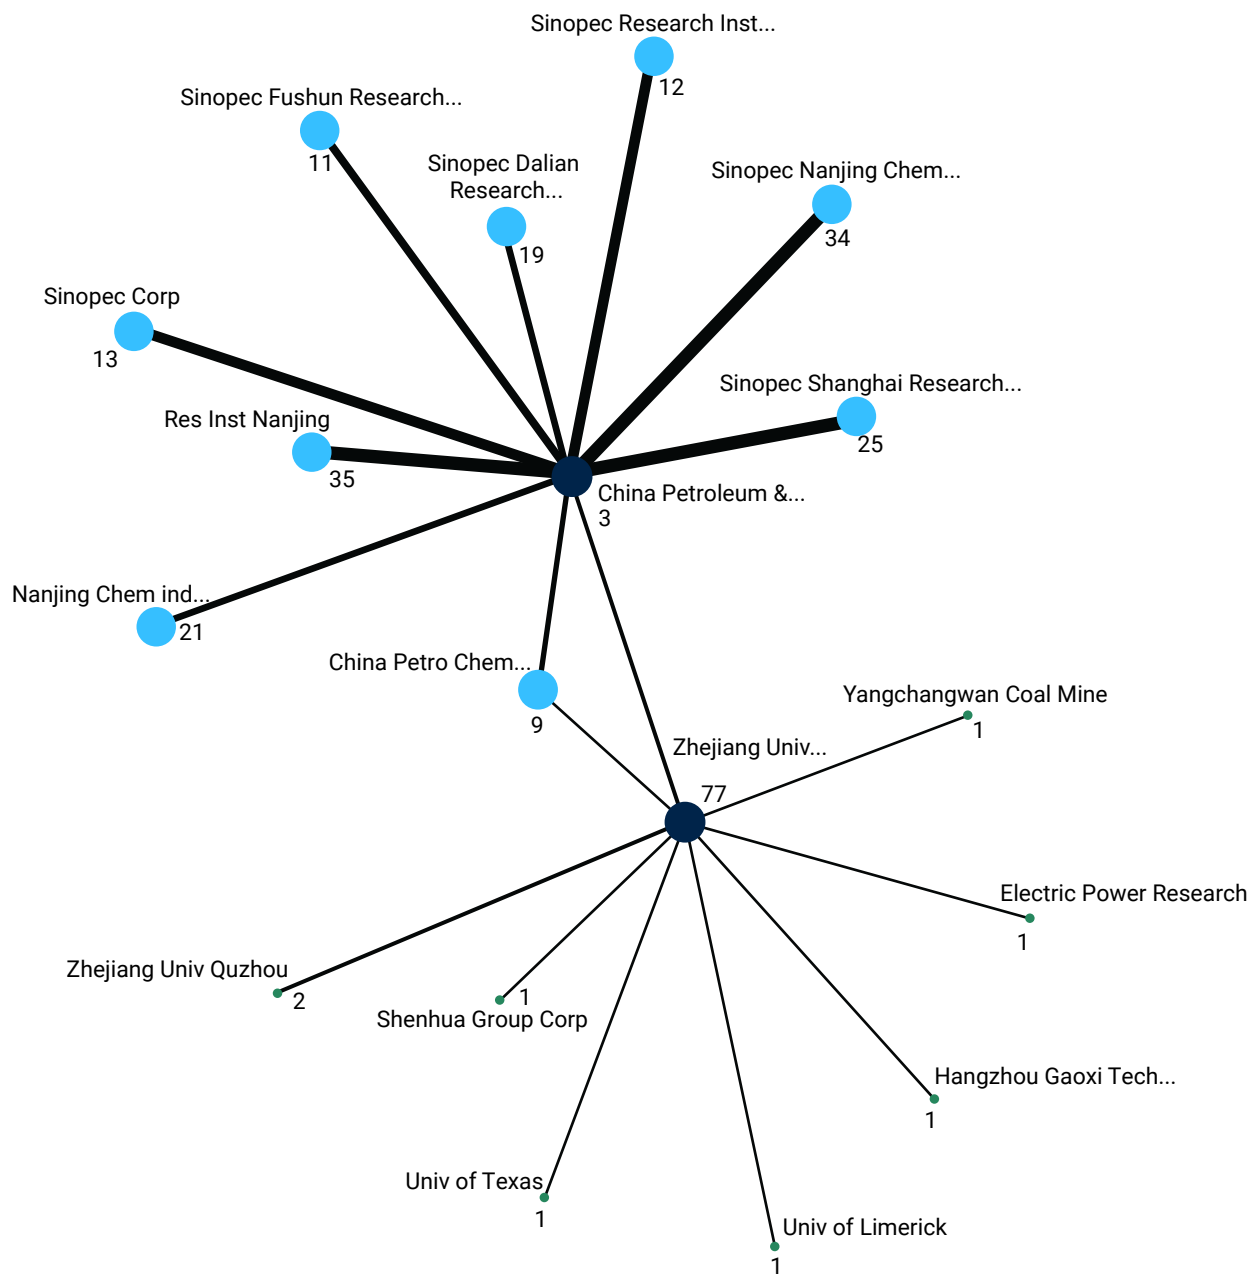 Sinopec Research Inst...
12
Sinopec Fushun Research...
11
Sinopec Dalian
Research...
19
Sinopec Nanjing Chem...
34
Sinopec Corp
13
Sinopec Shanghai Research...
25
Res Inst Nanjing
35
China Petroleum &...
3
Nanjing Chem ind...
21
China Petro Chem...
9
Yangchangwan Coal Mine
1
Zhejiang Univ...
77
Electric Power Research
1
Zhejiang Univ Quzhou
2
1
Shenhua Group Corp
Hangzhou Gaoxi Tech...
1
Univ of Texas
1
Univ of Limerick
1